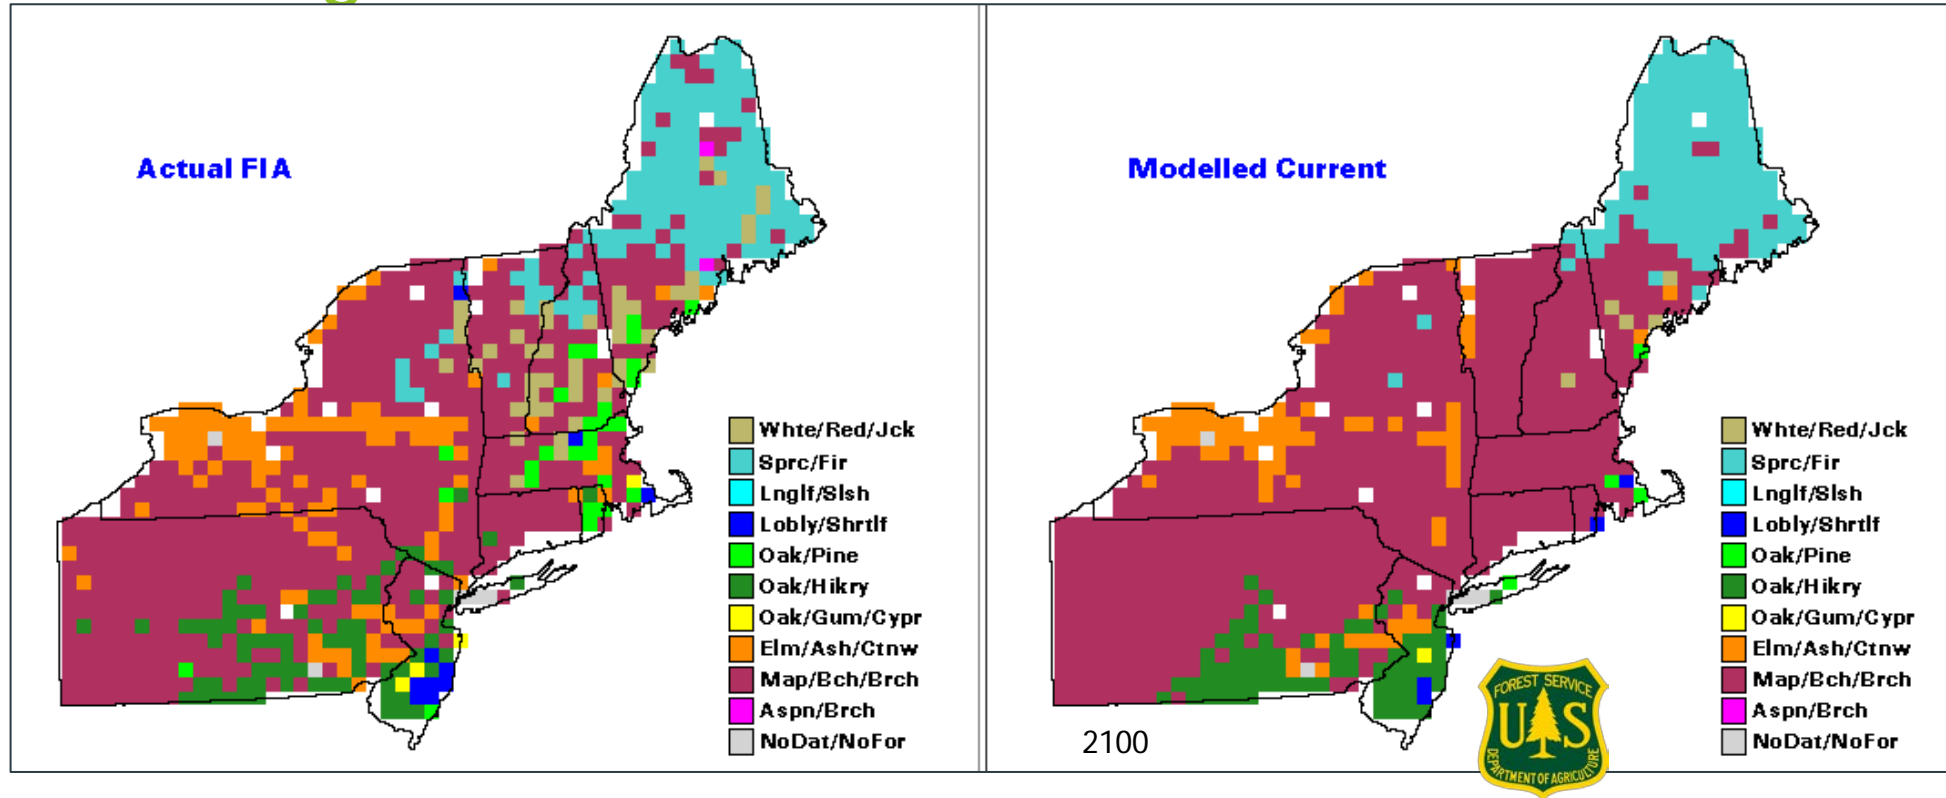 Actual FIA
Whte/Red/Jck
Sprc/Fir
Lnglf/Slsh
Lobly/Shrtlf
Oak/Pine
Oak/Hikry
Oak/Gum/Cypr
Elm/Ash/Ctnw
Map/Bch/Brch
Aspn/Brch
NoDat/NoFor
Modelled Current
Whte/Red/Jck
Sprc/Fir
Lnglf/Slsh
Lobly/Shrtlf
Oak/Pine
Oak/Hikry
Oak/Gum/Cypr
Elm/Ash/Ctnw
Map/Bch/Brch
Aspn/Brch
NoDat/NoFor
2100
FOREST SERVICE
U S
DEPARTMENT OF AGRICULTURE